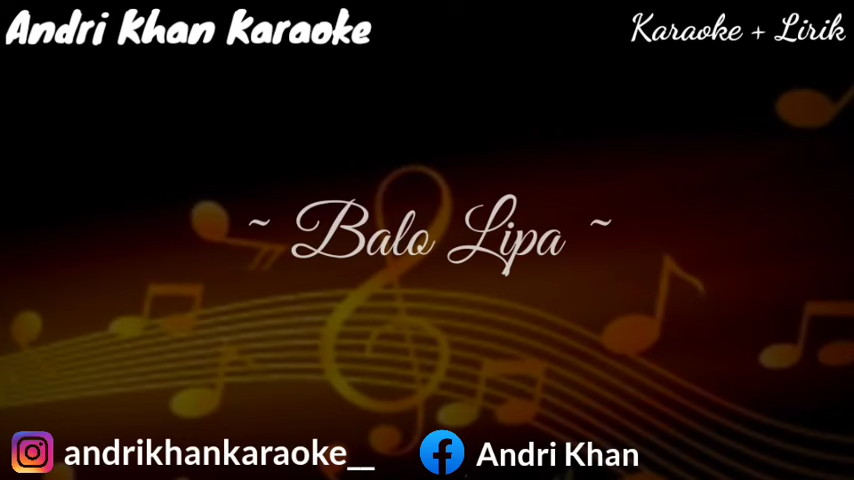 Andri Khan Karaoke
Karaoke + Lirik
~ Balo Lipa ~
andrikhankaraoke__
Andri Khan